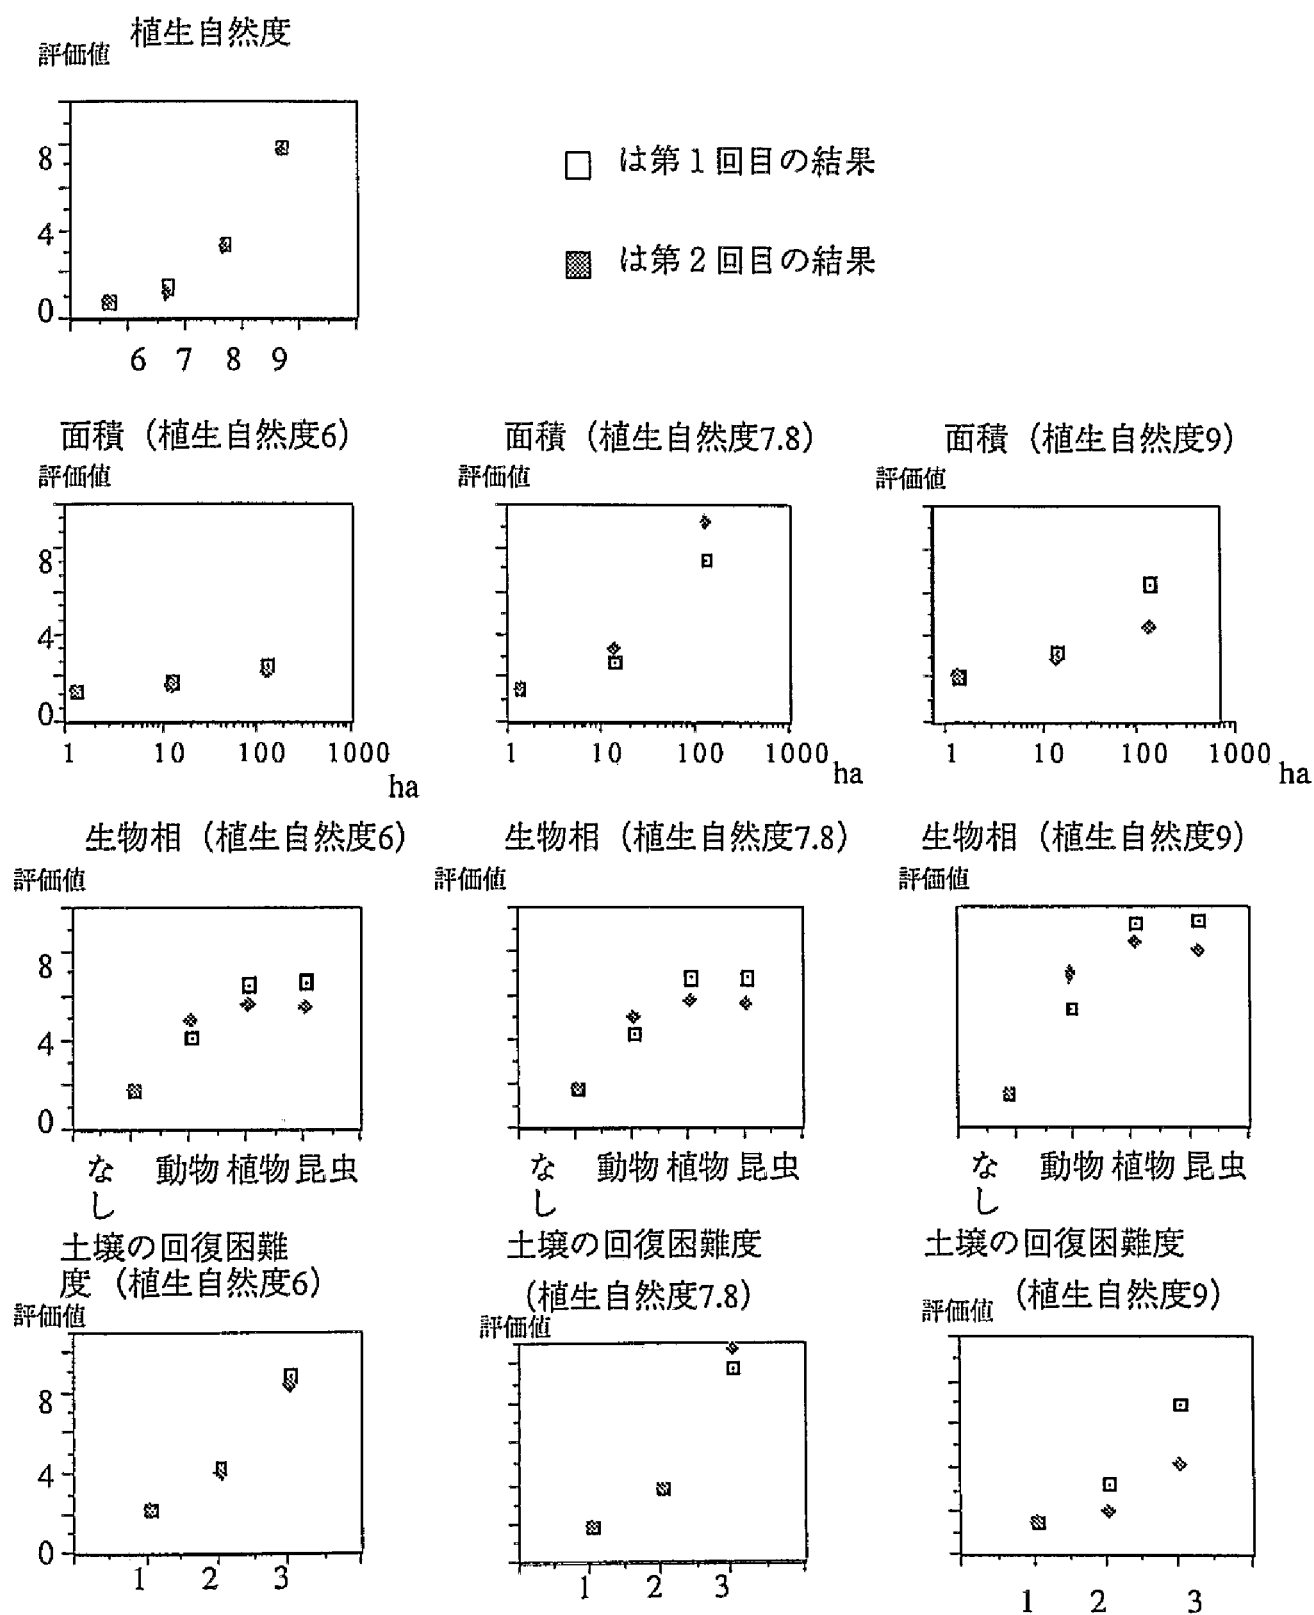 植生自然度
評価値
8
4
0
6 7 8 9
□ は第1回目の結果
は第2回目の結果
面積（植生自然度6） 面積（植生自然度7.8） 面積（植生自然度9）
評価値 評価値 評価値
8
4
0
1 10 100 1000 1 10 100 1000 1 10 100 1000
ha ha ha
生物相（植生自然度6） 生物相（植生自然度7.8） 生物相（植生自然度9）
評価値 評価値 評価値
8
4
0
なし 動物 植物 昆虫 なし 動物 植物 昆虫 なし 動物 植物 昆虫
土壌の回復困難 土壌の回復困難度 土壌の回復困難度
度（植生自然度6） （植生自然度7.8） （植生自然度9）
評価値 評価値 評価値
8
4
0
1 2 3 1 2 3 1 2 3